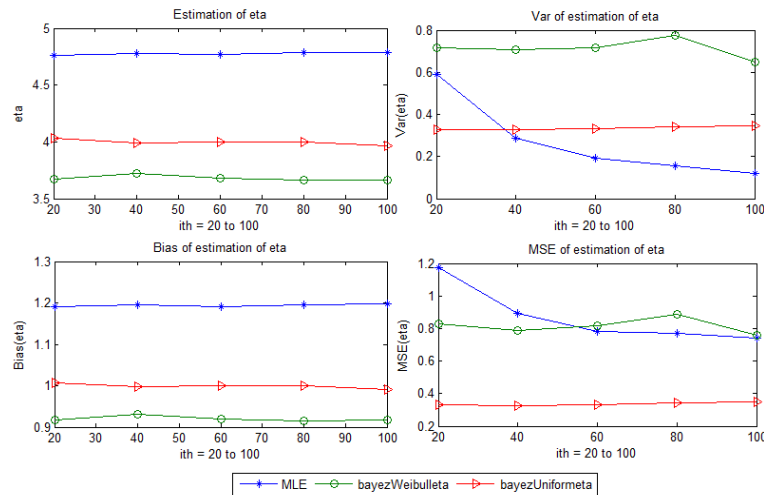 Estimation of eta
5
4.5
4
3.5
eta
20 30 40 50 60 70 80 90 100
ith = 20 to 100
Var of estimation of eta
0.8
0.6
0.4
0.2
0
Var(eta)
20 40 60 80 100
ith = 20 to 100
Bias of estimation of eta
1.3
1.2
1.1
1
0.9
Bias(eta)
20 30 40 50 60 70 80 90 100
ith = 20 to 100
MSE of estimation of eta
1.2
1
0.8
0.6
0.4
0.2
MSE(eta)
20 40 60 80 100
ith = 20 to 100
MLE bayezWeibulleta bayezUniformeta